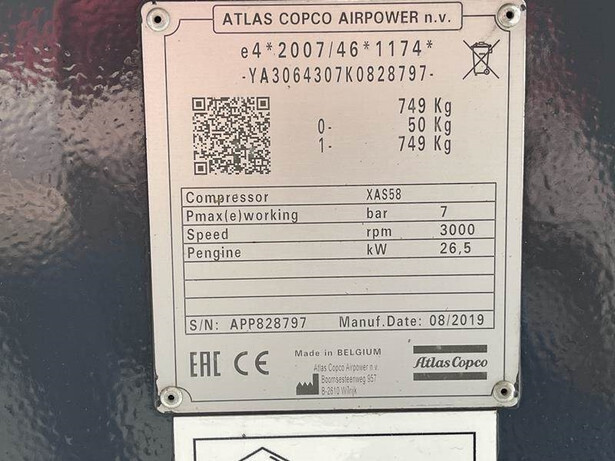 ATLAS COPCO AIRPOWER n.v.
e4*2007/46*1174*
-YA3064307K0828797-
749 Kg
0- 50 Kg
1- 749 Kg
Compressor XAS58
Pmax(e)working bar 7
Speed rpm 3000
Pengine kW 26,5
S/N: APP828797 Manuf.Date: 08/2019
EAC CE
Made in BELGIUM
Atlas Copco Airpower n.v.
Boomsesteenweg 957
B-2610 Wilrijk
Atlas Copco